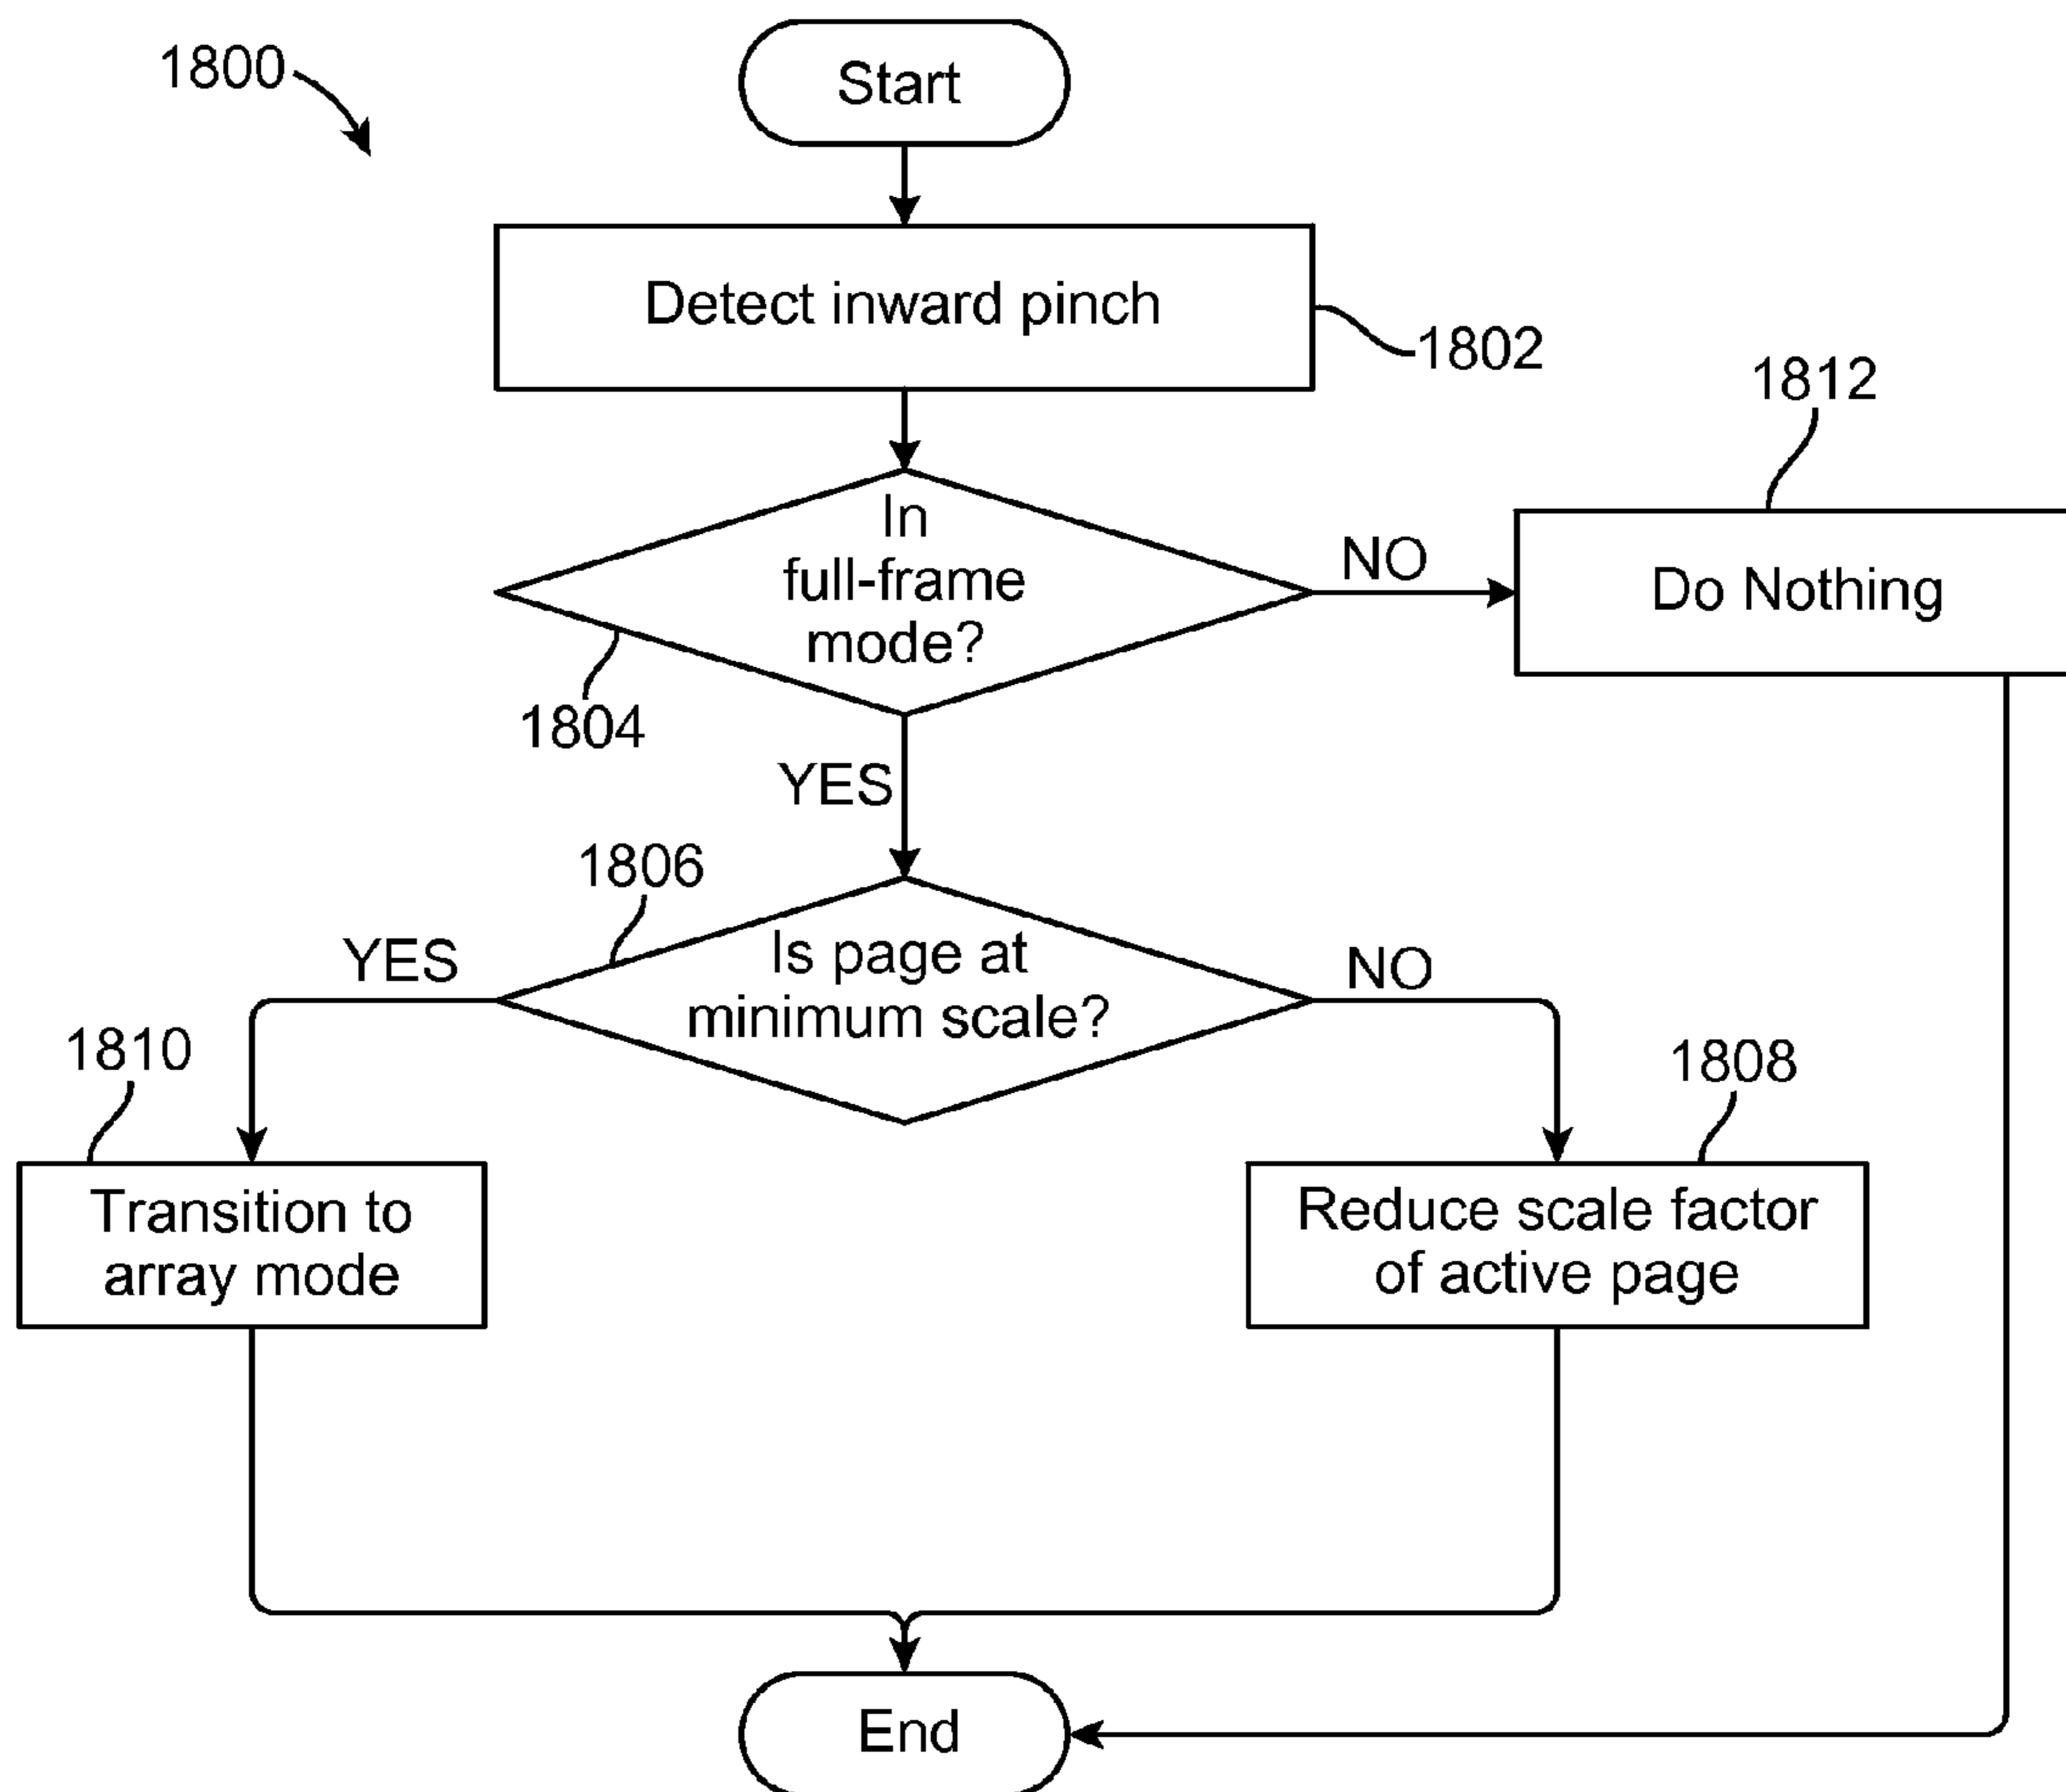 1800
Start
Detect inward pinch
1802
1812
In
full-frame
mode?
NO
Do Nothing
1804
YES
1806
Is page at
minimum scale?
YES
NO
1810
1808
Transition to
array mode
Reduce scale factor
of active page
End